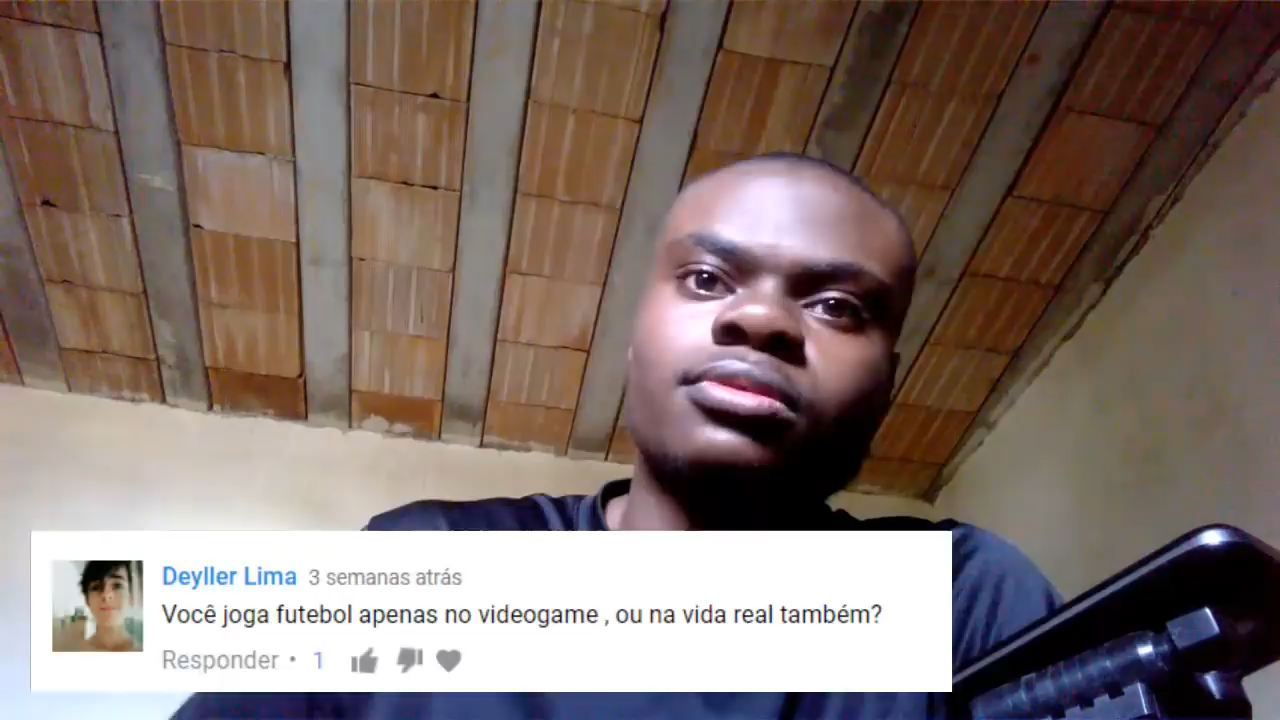 Deyller Lima 3 semanas atrás
Você joga futebol apenas no videogame , ou na vida real também?
Responder • 1